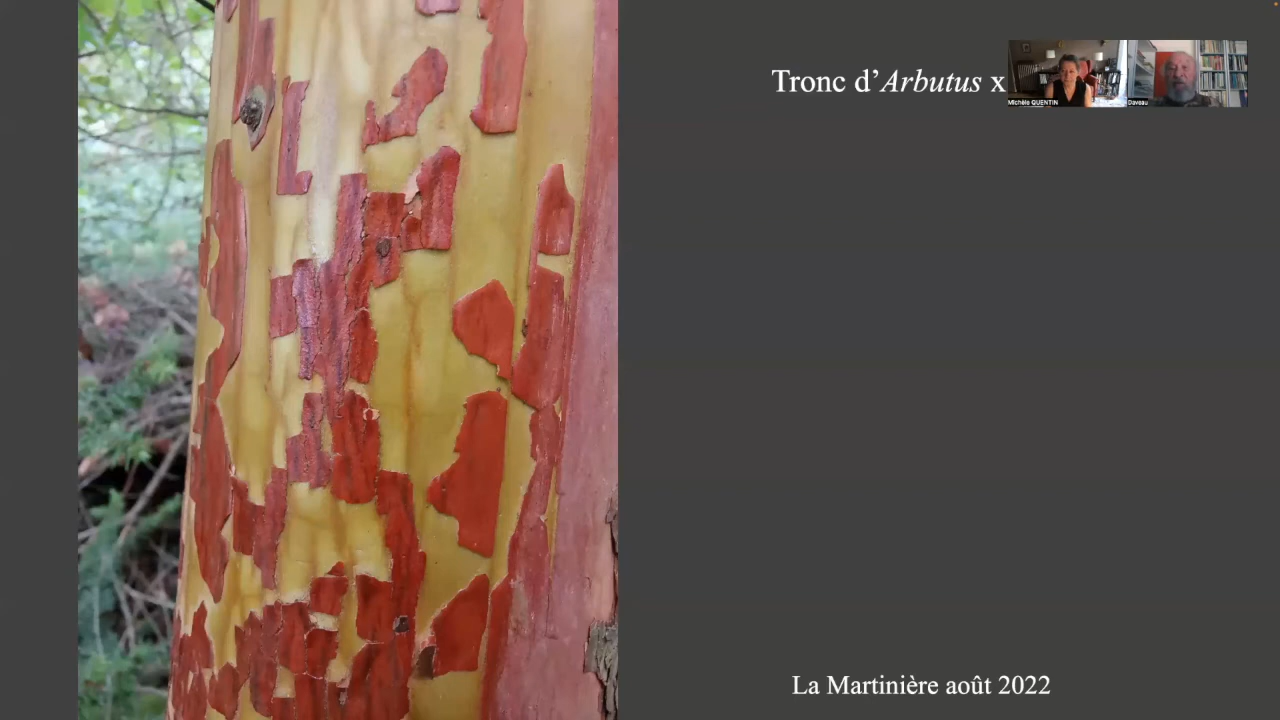 Tronc d’Arbutus x
Michèle QUENTIN
Daveau
La Martinière août 2022